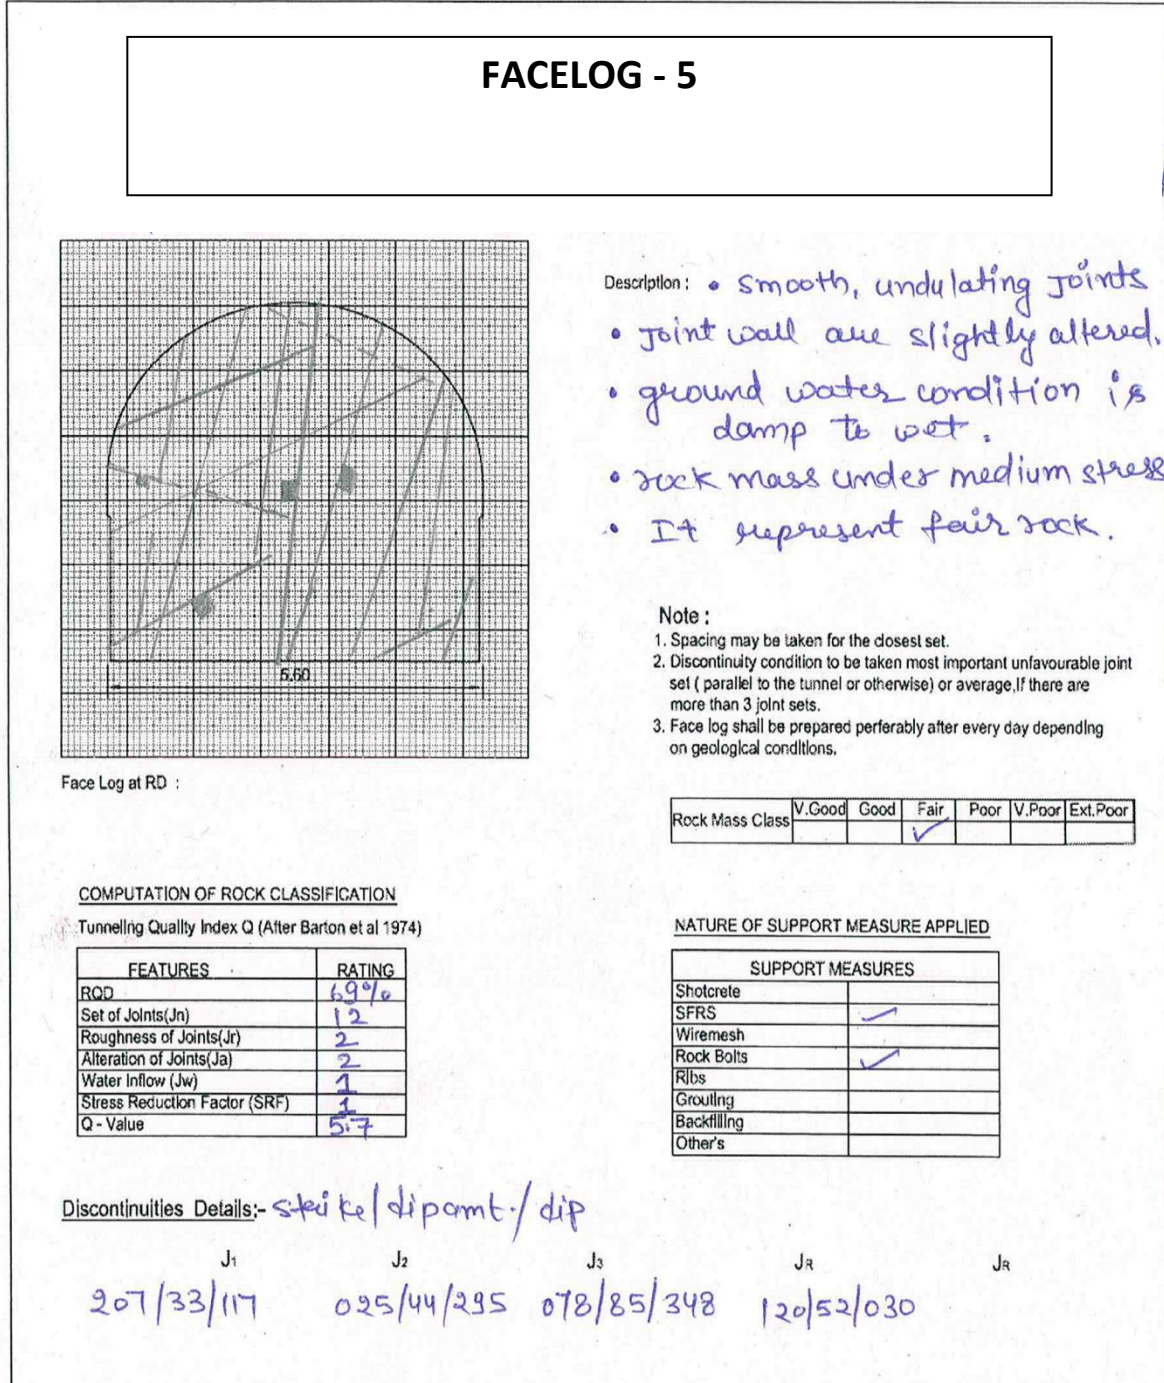 FACELOG - 5
Description : • smooth, undulating Joints
• Joint wall are slightly altered.
• ground water condition is
damp to wet.
• rock mass under medium stress
• It represent fair rock.
5.60
Face Log at RD :
Note :
1. Spacing may be taken for the closest set.
2. Discontinuity condition to be taken most important unfavourable joint
set ( parallel to the tunnel or otherwise) or average,If there are
more than 3 joint sets.
3. Face log shall be prepared perferably after every day depending
on geological conditions.
Rock Mass Class V.Good Good Fair Poor V.Poor Ext.Poor
✓
COMPUTATION OF ROCK CLASSIFICATION
Tunneling Quality Index Q (After Barton et al 1974)
FEATURES RATING
RQD 69%
Set of Joints(Jn) 12
Roughness of Joints(Jr) 2
Alteration of Joints(Ja) 2
Water Inflow (Jw) 1
Stress Reduction Factor (SRF) 1
Q - Value 5.7
NATURE OF SUPPORT MEASURE APPLIED
SUPPORT MEASURES
Shotcrete
SFRS ✓
Wiremesh
Rock Bolts ✓
Ribs
Grouting
Backfilling
Other's
Discontinuities Details:- strike/dipamt./dip
J1 J2 J3 JR JR
207/33/117 025/44/295 078/85/348 120/52/030